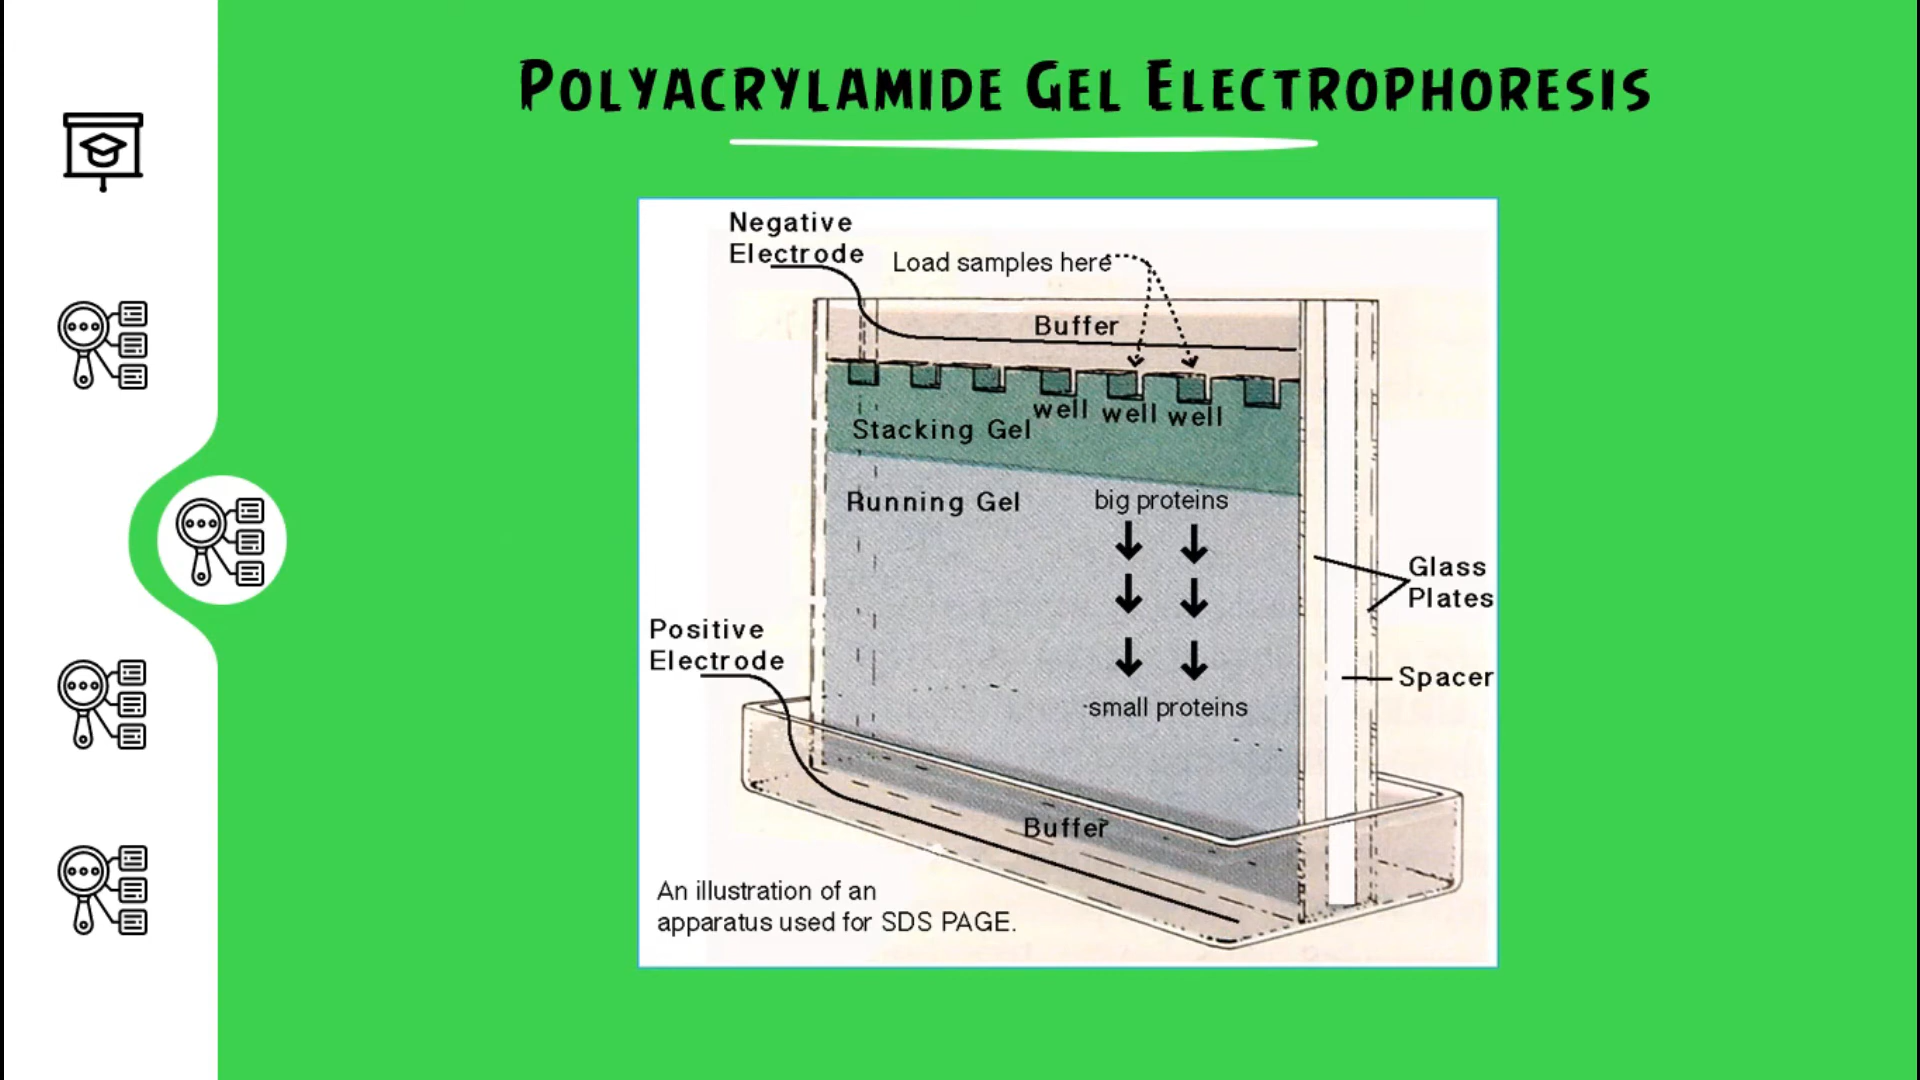 Polyacrylamide Gel Electrophoresis
Negative
Electrode
Load samples here
Buffer
well well well
Stacking Gel
Running Gel
big proteins
Glass
Plates
Positive
Electrode
Spacer
small proteins
Buffer
An illustration of an
apparatus used for SDS PAGE.